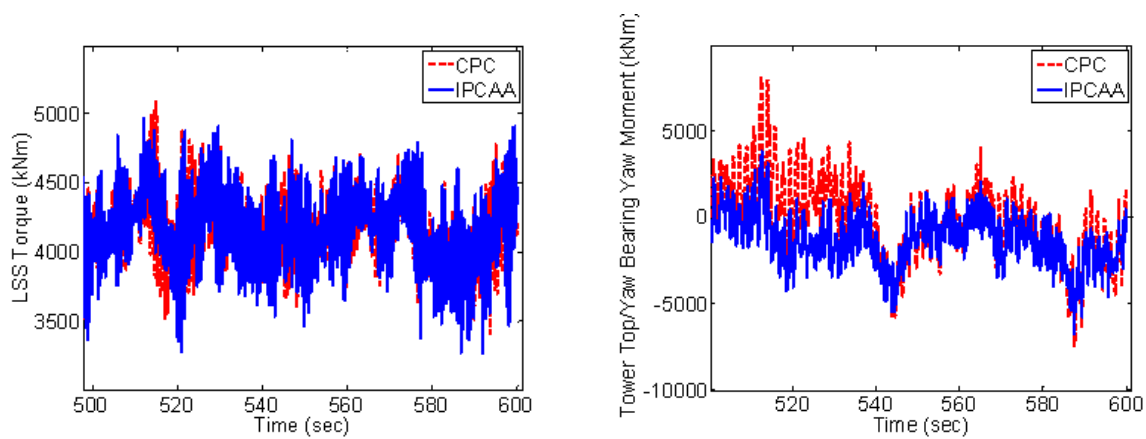 LSS Torque (kNm)
5000
4500
4000
3500
500
520
540
560
580
600
Time (sec)
CPC
IPCAA
Tower Top/Yaw Bearing Yaw Moment (kNm)
5000
0
-5000
-10000
520
540
560
580
600
Time (sec)
CPC
IPCAA